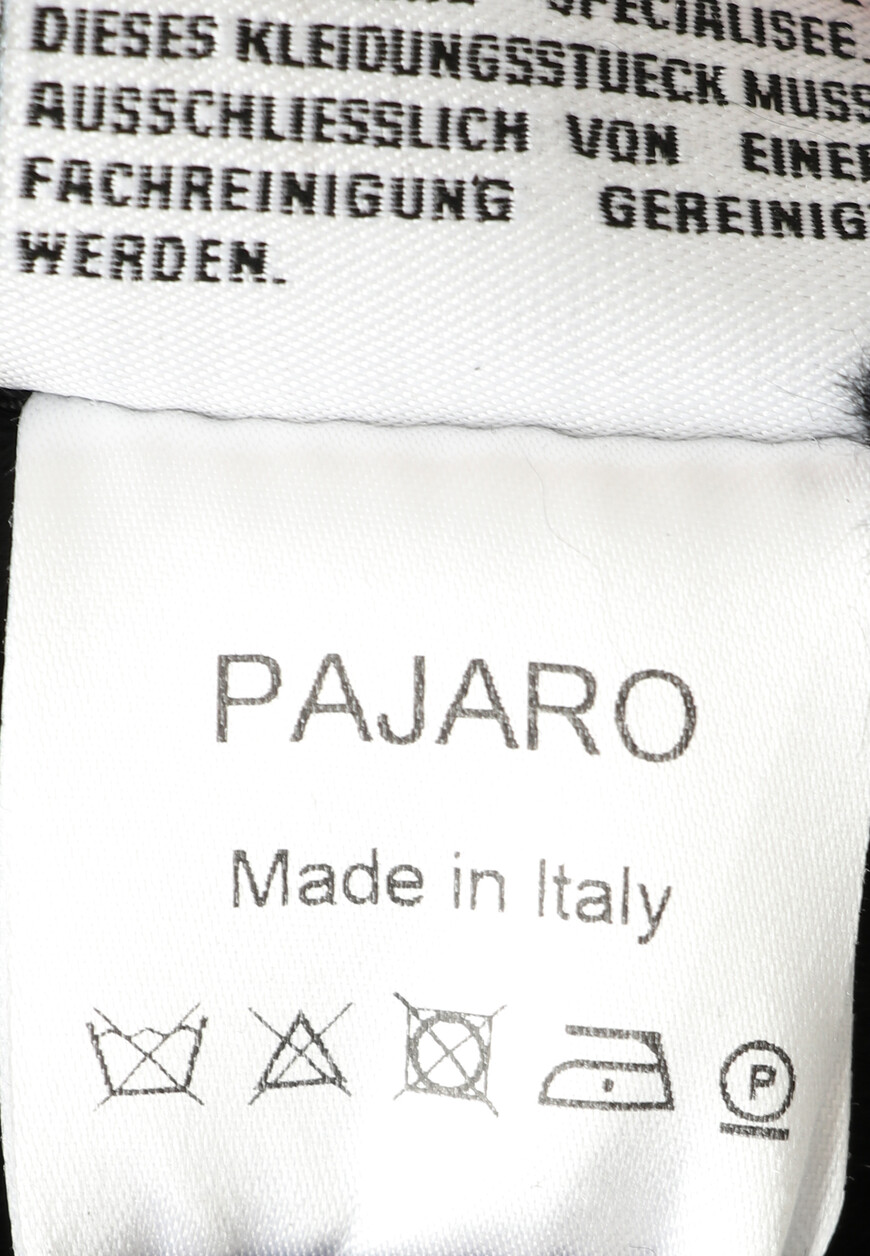 SPECIALISEE.
DIESES KLEIDUNGSSTUECK MUSS
AUSSCHLIESSLICH VON EINER
FACHREINIGUNG GEREINIGT
WERDEN.
PAJARO
Made in Italy
P